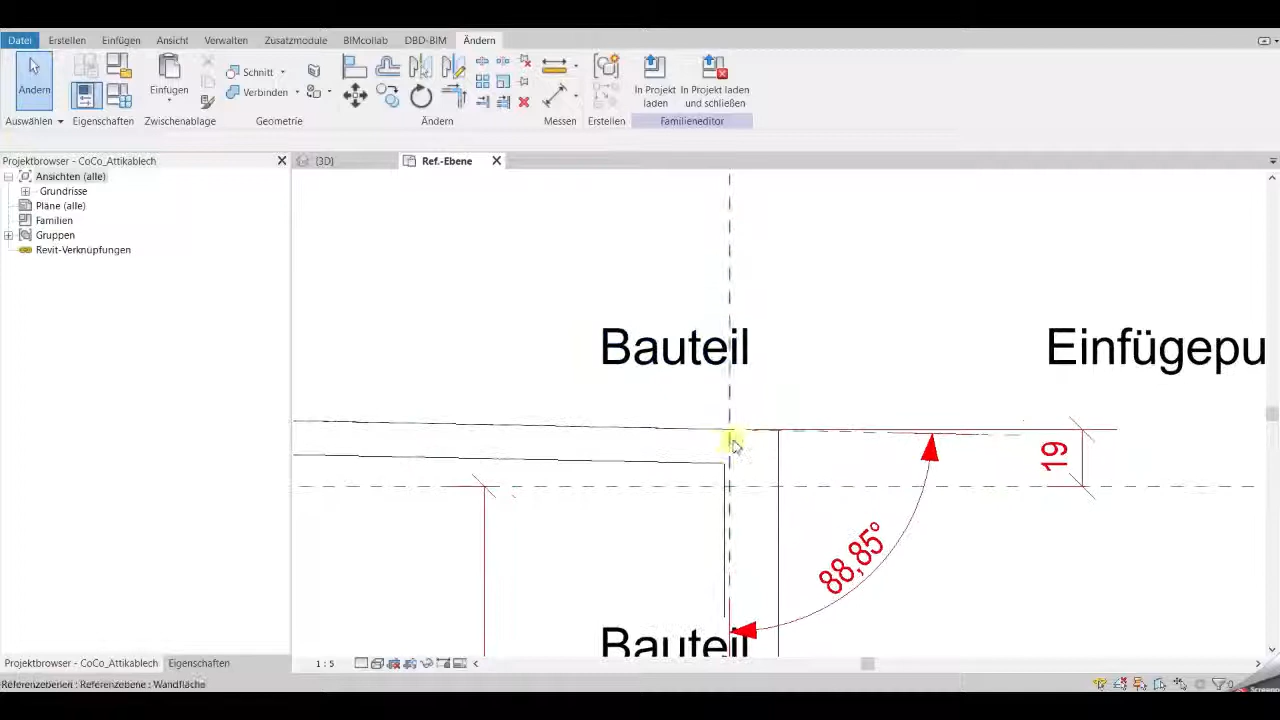 Datei Erstellen Einfügen Ansicht Verwalten Zusatzmodule BIMcollab DBD-BIM Ändern
Ändern Einfügen Schnitt Verbinden In Projekt laden In Projekt laden und schließen
Auswählen Eigenschaften Zwischenablage Geometrie Ändern Messen Erstellen Familieneditor
Projektbrowser - CoCo_Attikablech {3D} Ref.-Ebene
Ansichten (alle)
Grundrisse
Pläne (alle)
Familien
Gruppen
Revit-Verknüpfungen
Bauteil Einfügepu
19
88,85°
Bauteil
Projektbrowser - CoCo_Attikablech Eigenschaften 1 : 5
Referenzebenen : Referenzebene : Wandfläche :0